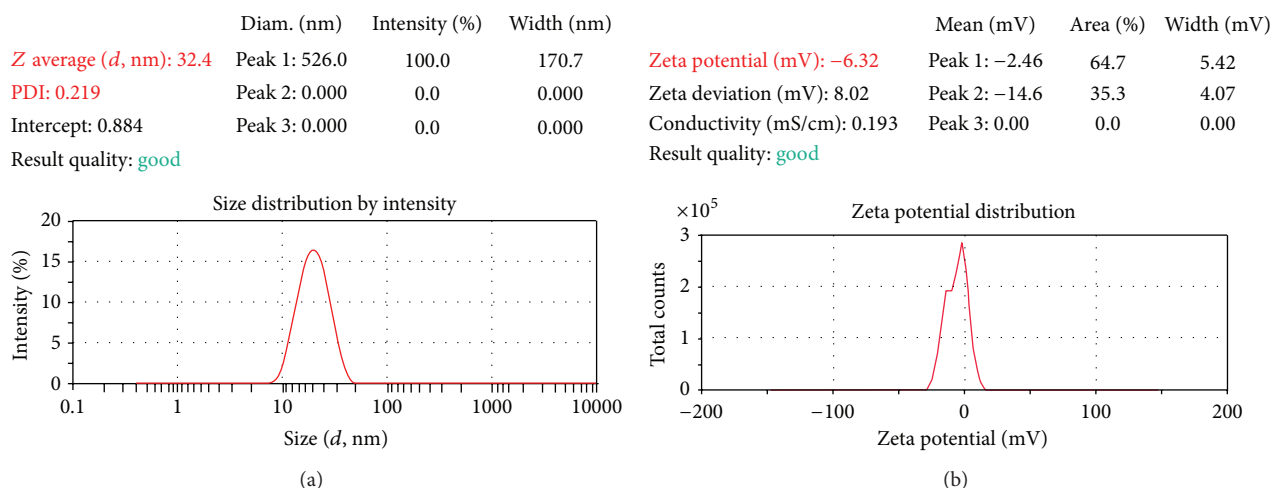 Diam. (nm) Intensity (%) Width (nm)
Z average (d, nm): 32.4 Peak 1: 526.0 100.0 170.7
PDI: 0.219 Peak 2: 0.000 0.0 0.000
Intercept: 0.884 Peak 3: 0.000 0.0 0.000
Result quality: good
Size distribution by intensity
20
15
10
5
0
Intensity (%)
0.1 1 10 100 1000 10000
Size (d, nm)
(a)
Mean (mV) Area (%) Width (mV)
Zeta potential (mV): −6.32 Peak 1: −2.46 64.7 5.42
Zeta deviation (mV): 8.02 Peak 2: −14.6 35.3 4.07
Conductivity (mS/cm): 0.193 Peak 3: 0.00 0.0 0.00
Result quality: good
×10⁵ Zeta potential distribution
3
2
1
0
Total counts
−200 −100 0 100 200
Zeta potential (mV)
(b)